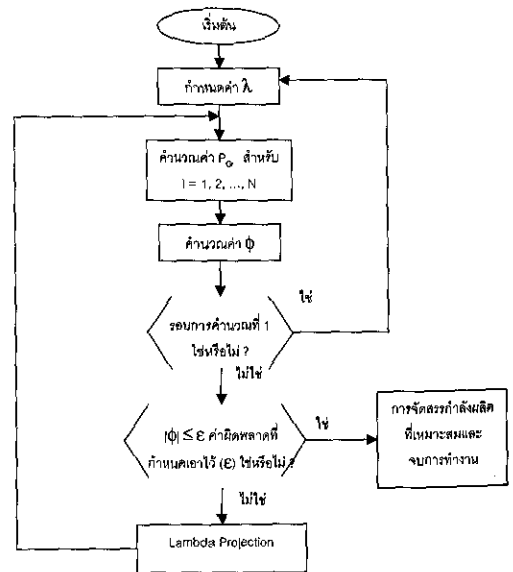 เริ่มต้น
กำหนดค่า λ
คำนวณค่า P_G สำหรับ
I = 1, 2, ..., N
คำนวณค่า ϕ
ใช่
รอบการคำนวณที่ 1
ใช่หรือไม่ ?
ไม่ใช่
|ϕ| ≤ ε ค่าผิดพลาดที่
กำหนดเอาไว้ (ε) ใช่หรือไม่ ?
ใช่
การจัดสรรกำลังผลิต
ที่เหมาะสมและ
จบการทำงาน
ไม่ใช่
Lambda Projection